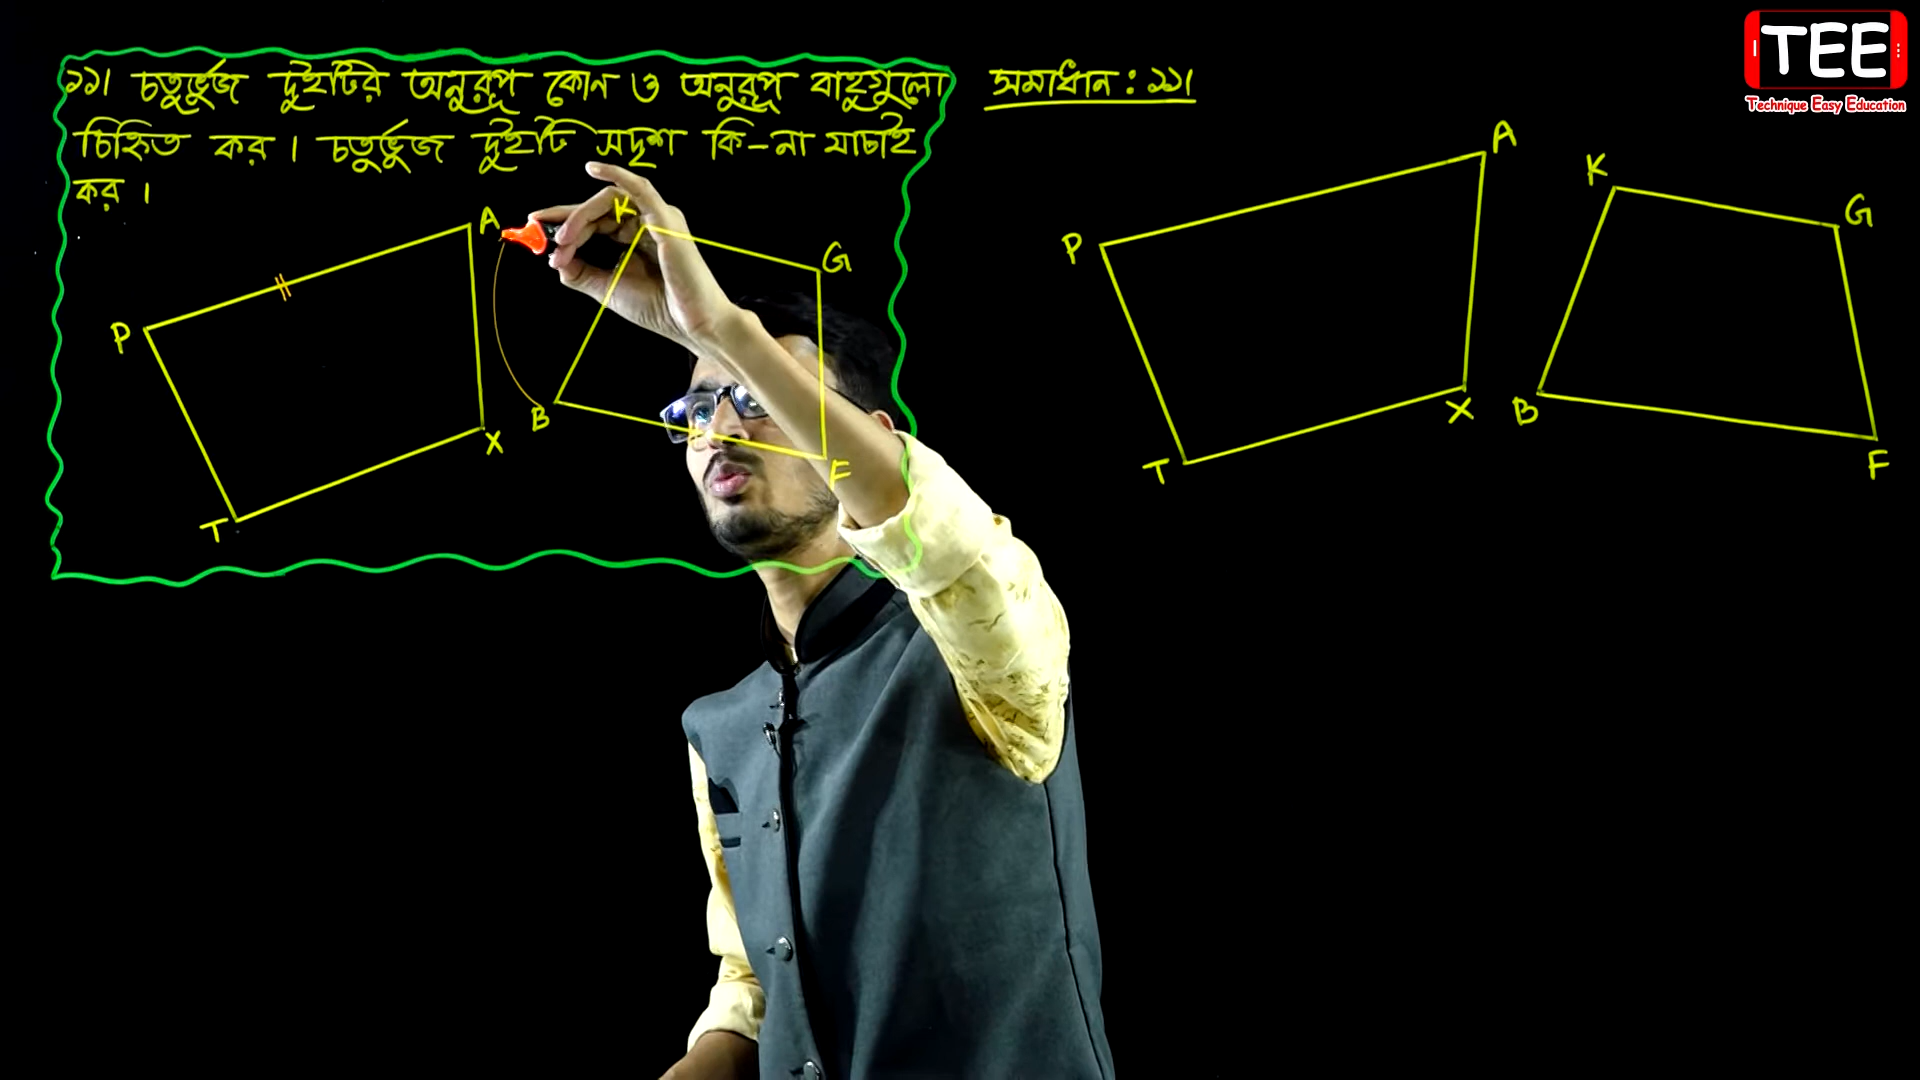 ১১। চতুর্ভুজ দুইটির অনুরূপ কোণ ও অনুরূপ বাহুগুলো
চিহ্নিত কর। চতুর্ভুজ দুইটি সদৃশ কি-না যাচাই
কর।
A
K
G
P
B
X
F
T
সমাধান : ১১।
A
K
G
P
X
B
T
F
TEE
Technique Easy Education